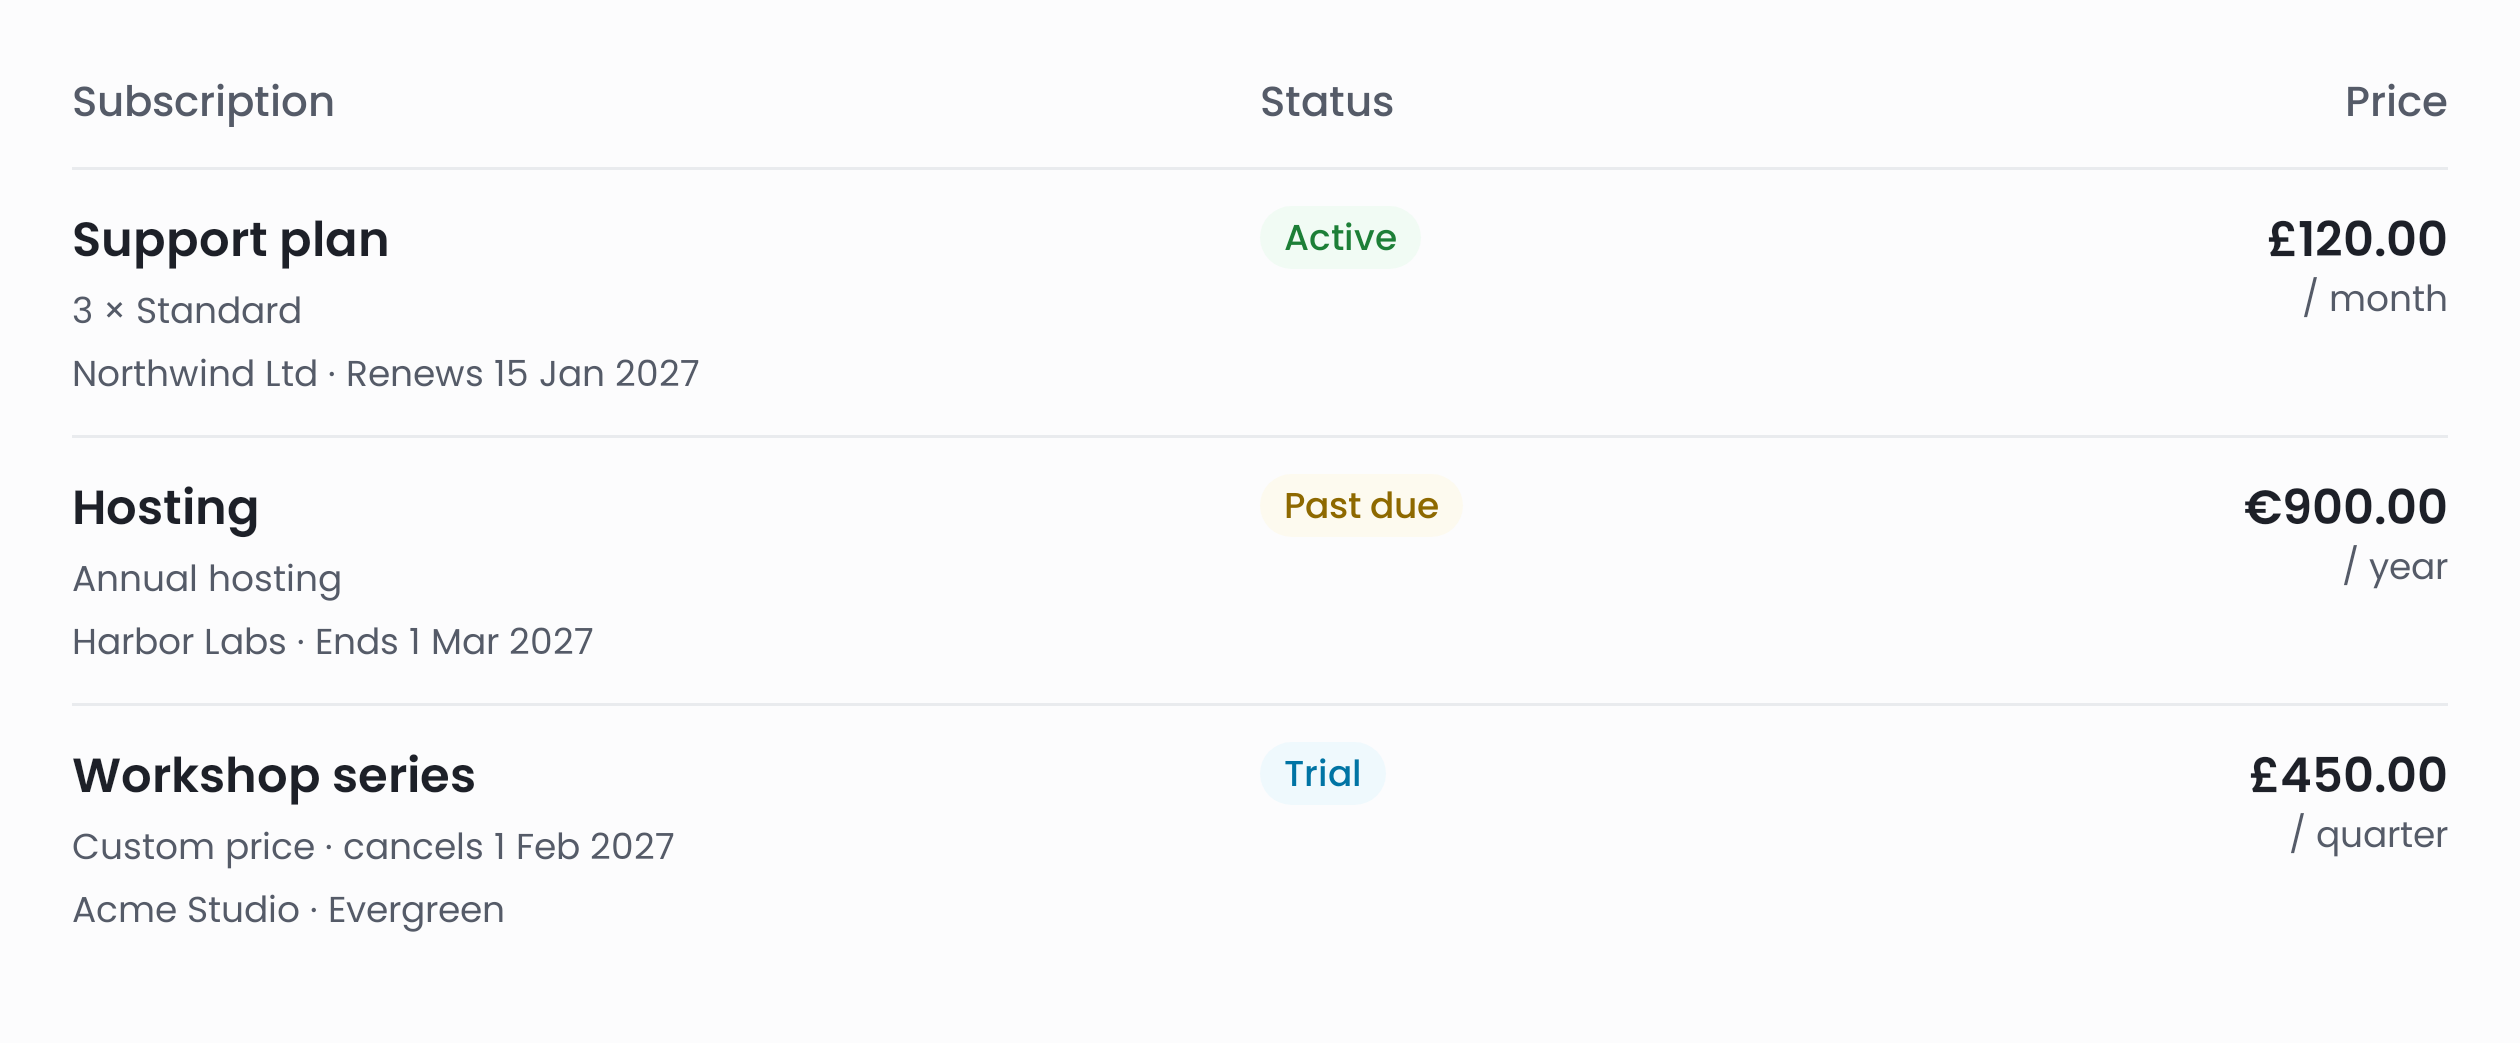 Subscription Status Price
Support plan Active £120.00
/ month
3 × Standard
Northwind Ltd · Renews 15 Jan 2027
Hosting Past due €900.00
/ year
Annual hosting
Harbor Labs · Ends 1 Mar 2027
Workshop series Trial £450.00
/ quarter
Custom price · cancels 1 Feb 2027
Acme Studio · Evergreen